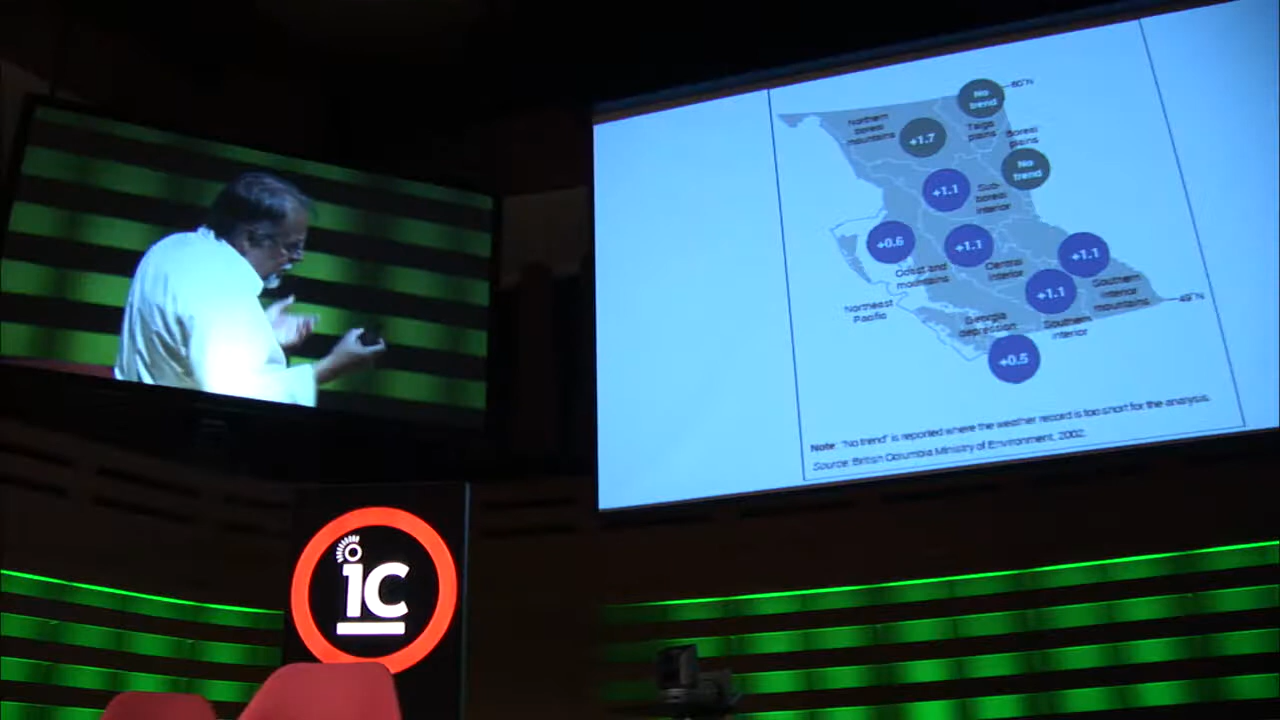 No
trend
60°N
Northern
boreal
mountains
+1.7
Taiga
plains
Boreal
plains
No
trend
+1.1
Sub-
boreal
interior
+0.6
+1.1
+1.1
Coast and
mountains
Central
interior
+1.1
Southern
interior
mountains
49°N
Northeast
Pacific
Georgia
depression
Southern
interior
+0.5
Note: "No trend" is reported where the weather record is too short for the analysis.
Source: British Columbia Ministry of Environment, 2002.
ic